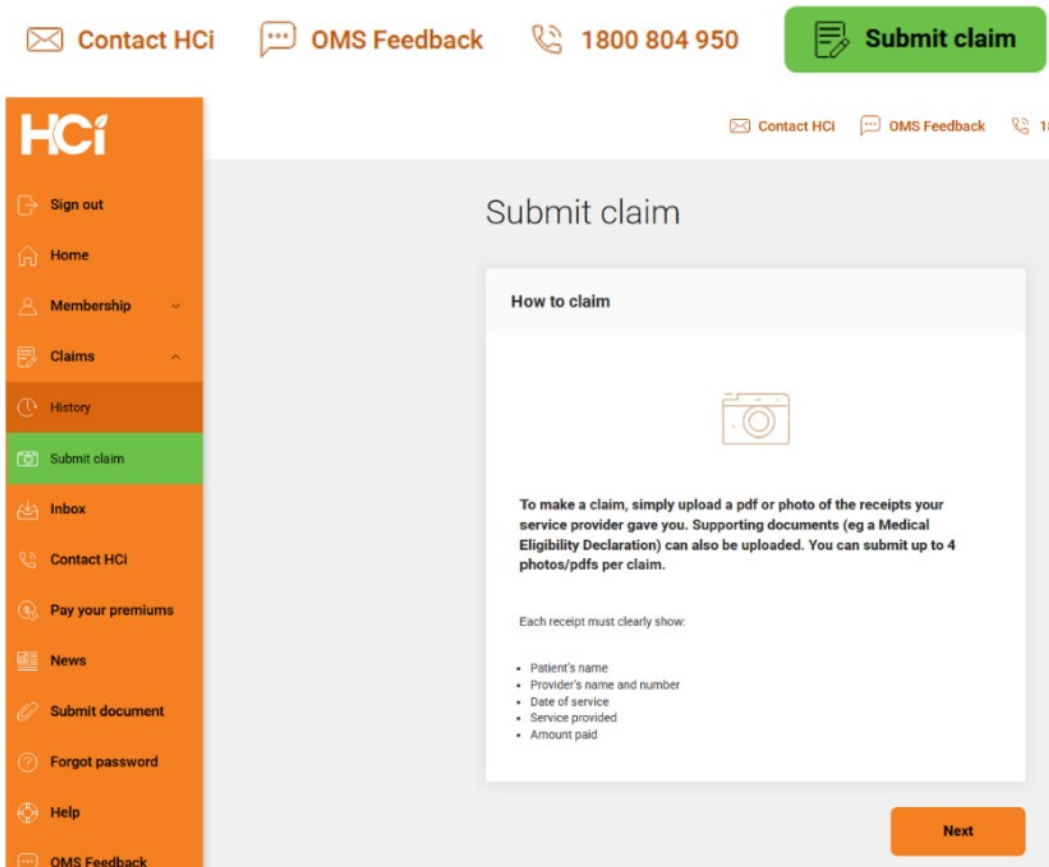 Contact HCi OMS Feedback 1800 804 950 Submit claim
HCi
Contact HCi OMS Feedback
Sign out
Home
Membership
Claims
History
Submit claim
Inbox
Contact HCi
Pay your premiums
News
Submit document
Forgot password
Help
OMS Feedback
Submit claim
How to claim
To make a claim, simply upload a pdf or photo of the receipts your
service provider gave you. Supporting documents (eg a Medical
Eligibility Declaration) can also be uploaded. You can submit up to 4
photos/pdfs per claim.
Each receipt must clearly show:
• Patient's name
• Provider's name and number
• Date of service
• Service provided
• Amount paid
Next